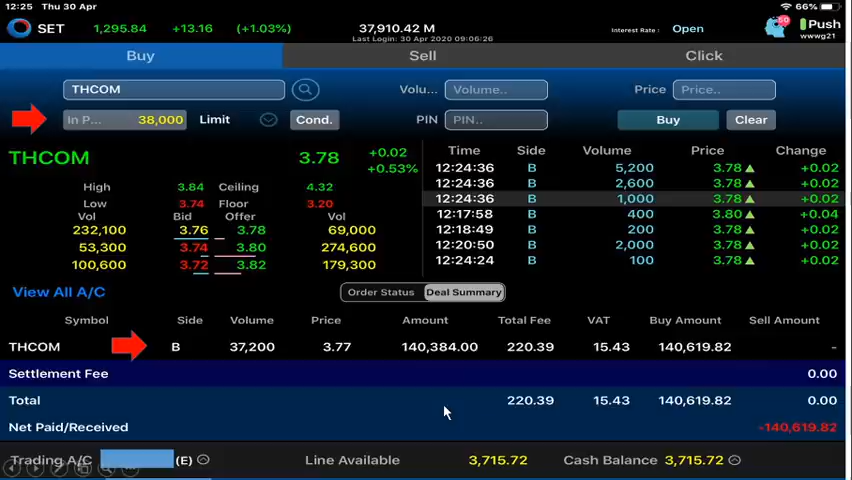 12:25 Thu 30 Apr 66%
SET 1,295.84 +13.16 (+1.03%) 37,910.42 M Interest Rate : Open 50 Push
Last Login: 30 Apr 2020 09:06:26 wwwg21
Buy Sell Click
THCOM Volu... Volume.. Price Price..
In P... 38,000 Limit Cond. PIN PIN.. Buy Clear
THCOM 3.78 +0.02
+0.53%
High 3.84 Ceiling 4.32
Low 3.74 Floor 3.20
Vol Bid Offer Vol
232,100 3.76 3.78 69,000
53,300 3.74 3.80 274,600
100,600 3.72 3.82 179,300
Time Side Volume Price Change
12:24:36 B 5,200 3.78 +0.02
12:24:36 B 2,600 3.78 +0.02
12:24:36 B 1,000 3.78 +0.02
12:17:58 B 400 3.80 +0.04
12:18:49 B 200 3.78 +0.02
12:20:50 B 2,000 3.78 +0.02
12:24:24 B 100 3.78 +0.02
View All A/C Order Status Deal Summary
Symbol Side Volume Price Amount Total Fee VAT Buy Amount Sell Amount
THCOM B 37,200 3.77 140,384.00 220.39 15.43 140,619.82 -
Settlement Fee 0.00
Total 220.39 15.43 140,619.82 0.00
Net Paid/Received -140,619.82
Trading A/C (E) Line Available 3,715.72 Cash Balance 3,715.72